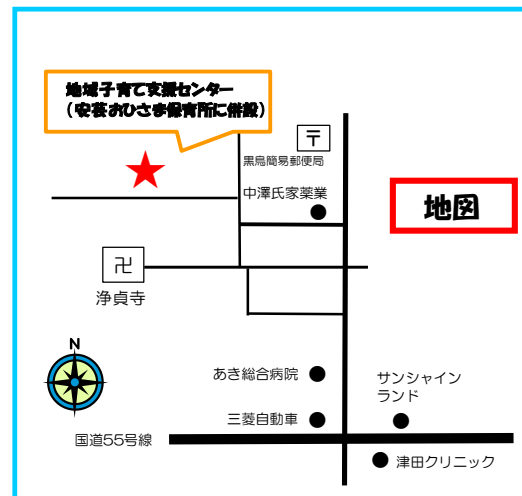 地域子育て支援センター
（安芸おひさま保育所に併設）
〒
黒鳥簡易郵便局
中澤氏家薬業
地図
卍
浄貞寺
N
あき総合病院
サンシャイン
ランド
三菱自動車
国道55号線
津田クリニック